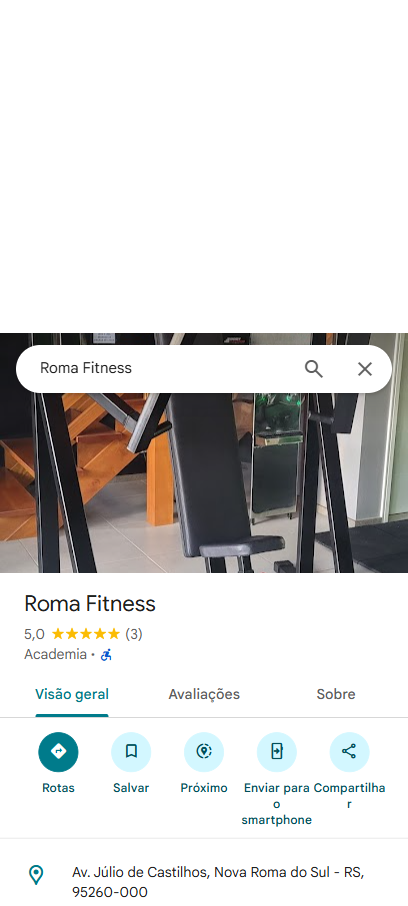 Roma Fitness
Roma Fitness
5,0 ★★★★★ (3)
Academia ·
Visão geral Avaliações Sobre
Rotas Salvar Próximo Enviar para o smartphone Compartilhar
Av. Júlio de Castilhos, Nova Roma do Sul - RS,
95260-000